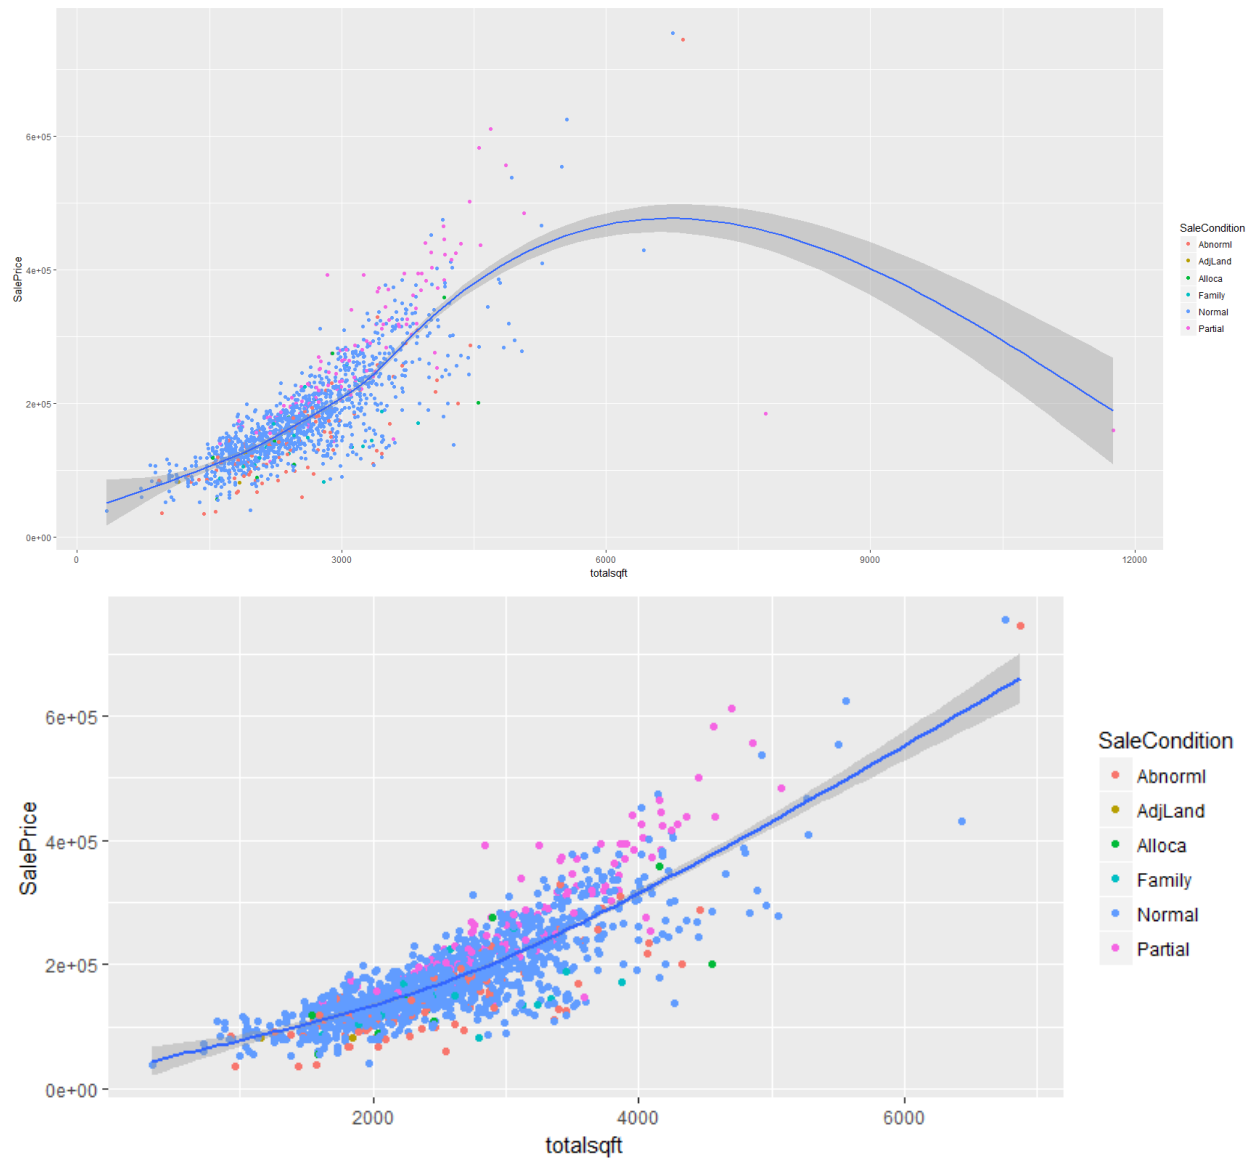 6e+05
4e+05
2e+05
0e+00
SalePrice
0
3000
6000
9000
12000
totalsqft
SaleCondition
Abnorml
AdjLand
Alloca
Family
Normal
Partial
6e+05
4e+05
2e+05
0e+00
SalePrice
2000
4000
6000
totalsqft
SaleCondition
Abnorml
AdjLand
Alloca
Family
Normal
Partial